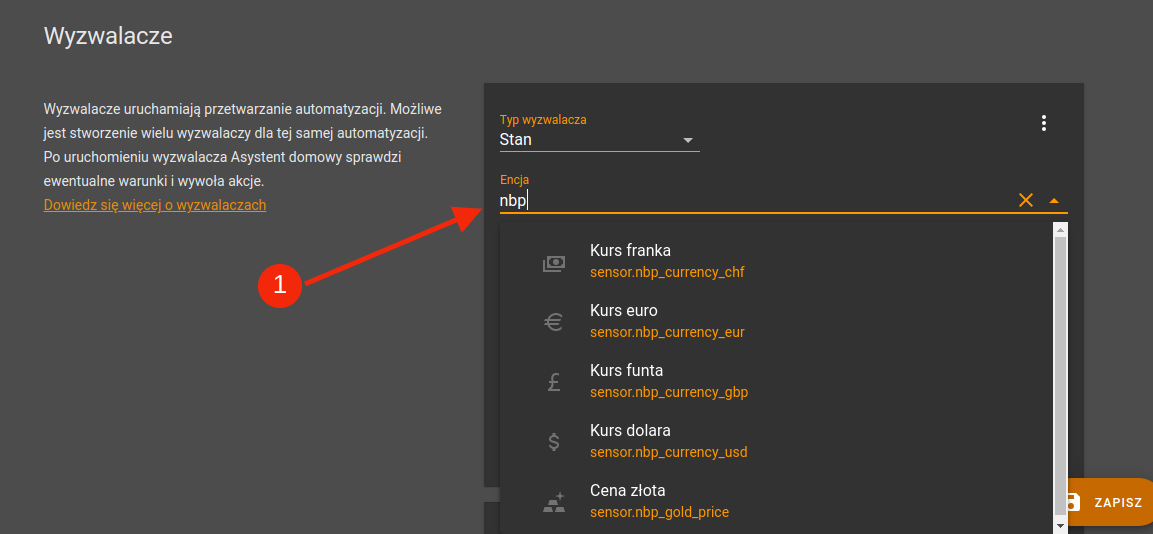 Wyzwalacze
Wyzwalacze uruchamiają przetwarzanie automatyzacji. Możliwe
jest stworzenie wielu wyzwalaczy dla tej samej automatyzacji.
Po uruchomieniu wyzwalacza Asystent domowy sprawdzi
ewentualne warunki i wywoła akcje.
Dowiedz się więcej o wyzwalaczach
1
Typ wyzwalacza
Stan
Encja
nbp
Kurs franka
sensor.nbp_currency_chf
€
Kurs euro
sensor.nbp_currency_eur
£
Kurs funta
sensor.nbp_currency_gbp
$
Kurs dolara
sensor.nbp_currency_usd
Cena złota
sensor.nbp_gold_price
ZAPISZ